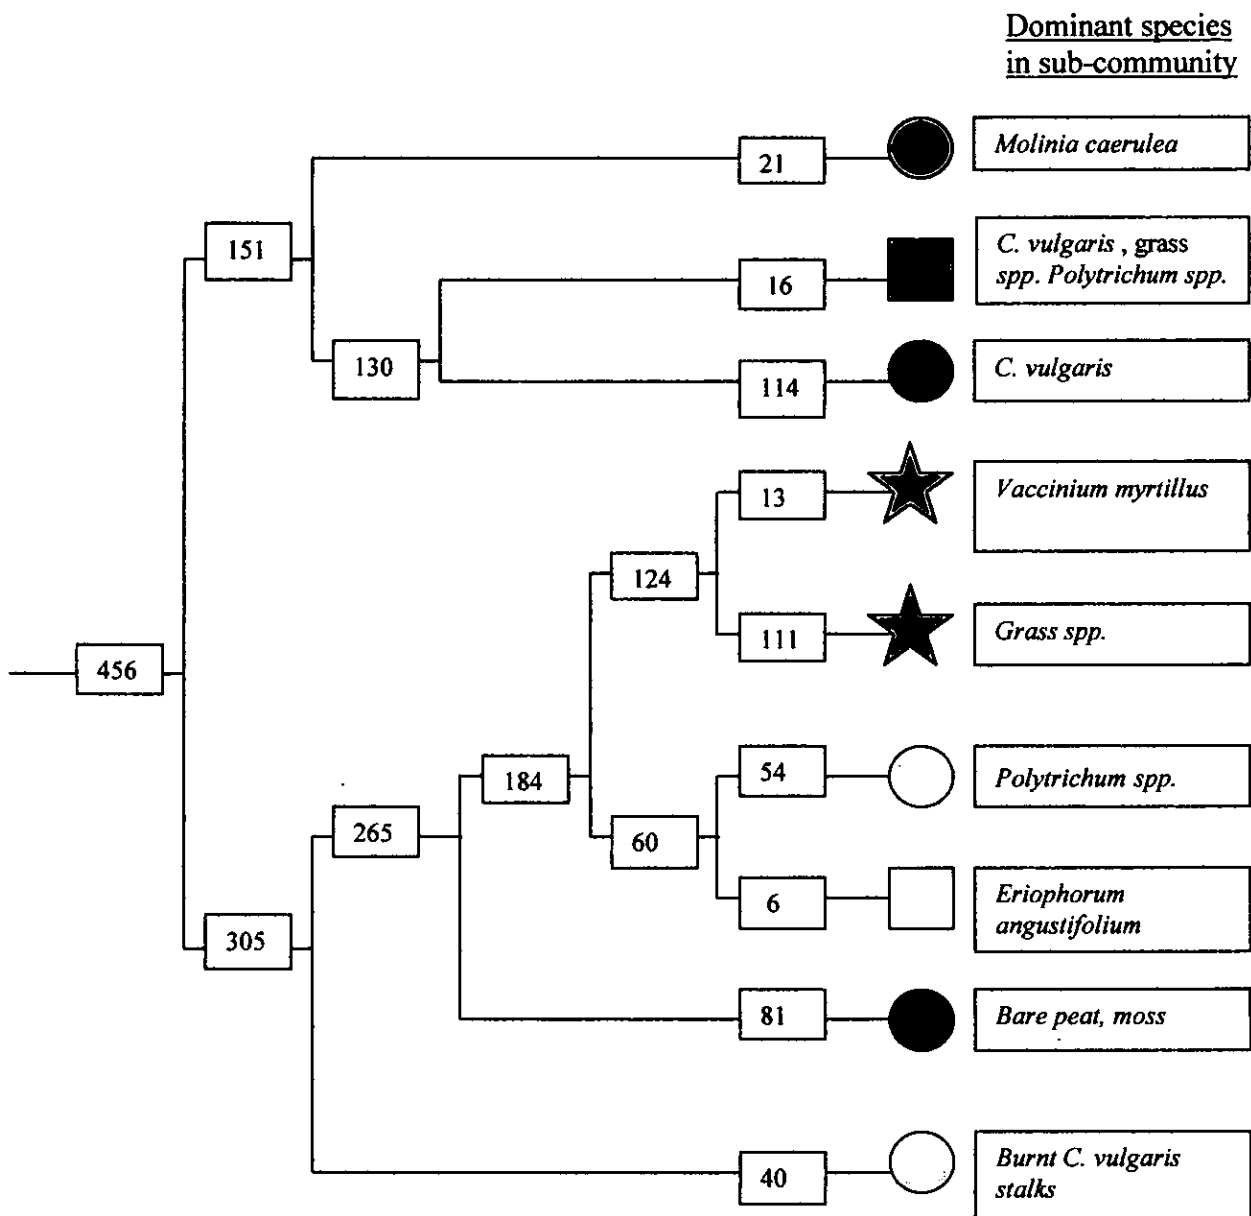 Dominant species
in sub-community
21
Molinia caerulea
151
16
C. vulgaris , grass
spp. Polytrichum spp.
130
114
C. vulgaris
13
Vaccinium myrtillus
124
111
Grass spp.
456
184
54
Polytrichum spp.
265
60
6
Eriophorum
angustifolium
305
81
Bare peat, moss
40
Burnt C. vulgaris
stalks